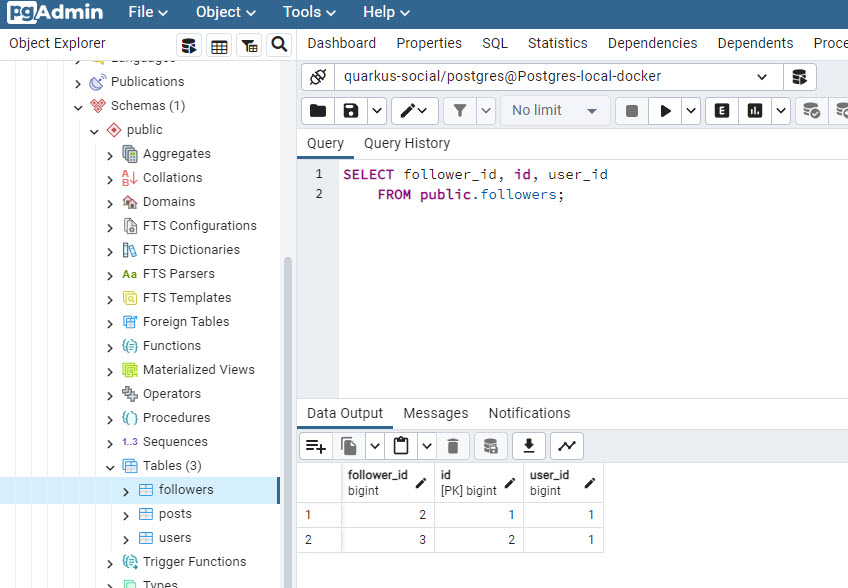 pgAdmin File Object Tools Help
Object Explorer
Dashboard Properties SQL Statistics Dependencies Dependents Proce
Languages
Publications
Schemas (1)
public
Aggregates
Collations
Domains
FTS Configurations
FTS Dictionaries
Aa FTS Parsers
FTS Templates
Foreign Tables
Functions
Materialized Views
Operators
Procedures
1..3 Sequences
Tables (3)
followers
posts
users
Trigger Functions
Types
quarkus-social/postgres@Postgres-local-docker
No limit E
Query Query History
1 SELECT follower_id, id, user_id
2 FROM public.followers;
Data Output Messages Notifications
follower_id id user_id
bigint [PK] bigint bigint
1 2 1 1
2 3 2 1